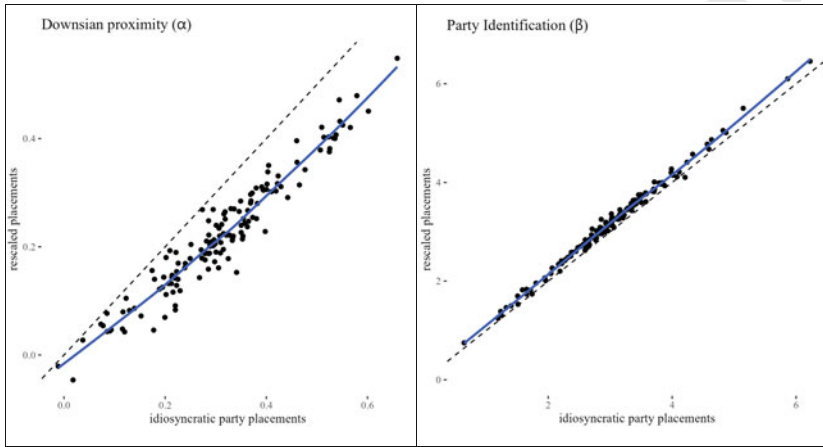 Downsian proximity (α)
rescaled placements
0.4
0.2
0.0
0.0 0.2 0.4 0.6
idiosyncratic party placements
Party Identification (β)
rescaled placements
6
4
2
0
2 4 6
idiosyncratic party placements